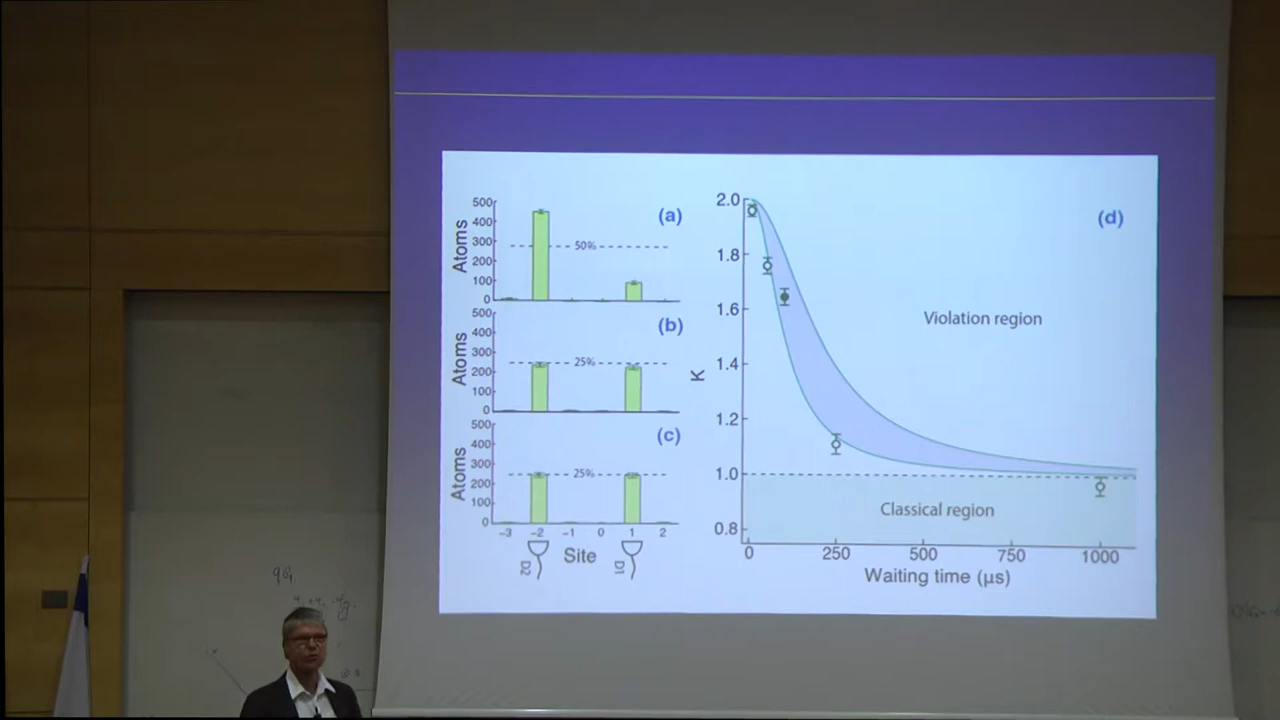 Atoms
500
400
300
200
100
0
50%
(a)
Atoms
500
400
300
200
100
0
25%
(b)
Atoms
500
400
300
200
100
0
25%
(c)
-3 -2 -1 0 1 2
D2 Site D1
(d)
K
2.0
1.8
1.6
1.4
1.2
1.0
0.8
Violation region
Classical region
0 250 500 750 1000
Waiting time (μs)